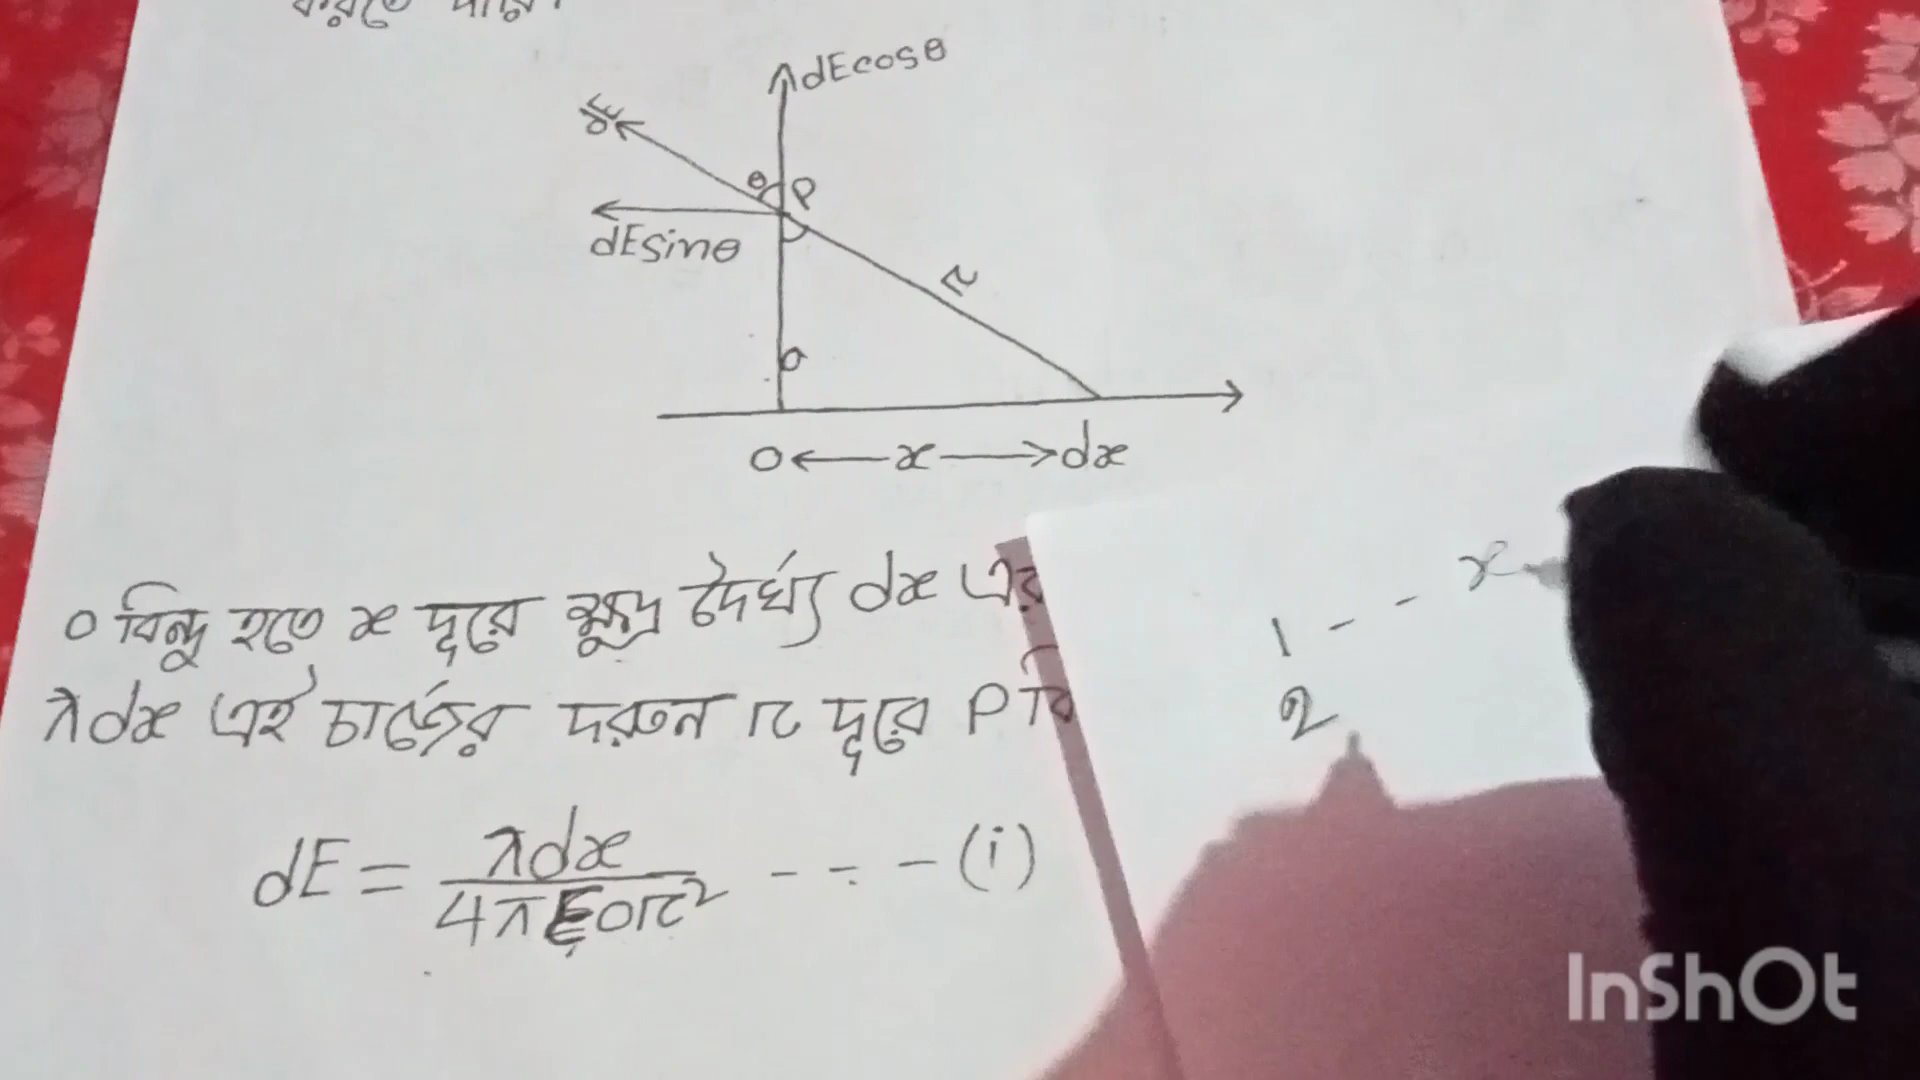 dEcosθ
dE
θ P
dEsinθ
r
a
O ← x → dx
O বিন্দু হতে x দূরে ক্ষুদ্র দৈর্ঘ্য dx এর
x
1 - -
λdx এই চার্জের দরুন r দূরে P বি
2
dE = λdx / 4πε0r² - - - - (i)
InShOt